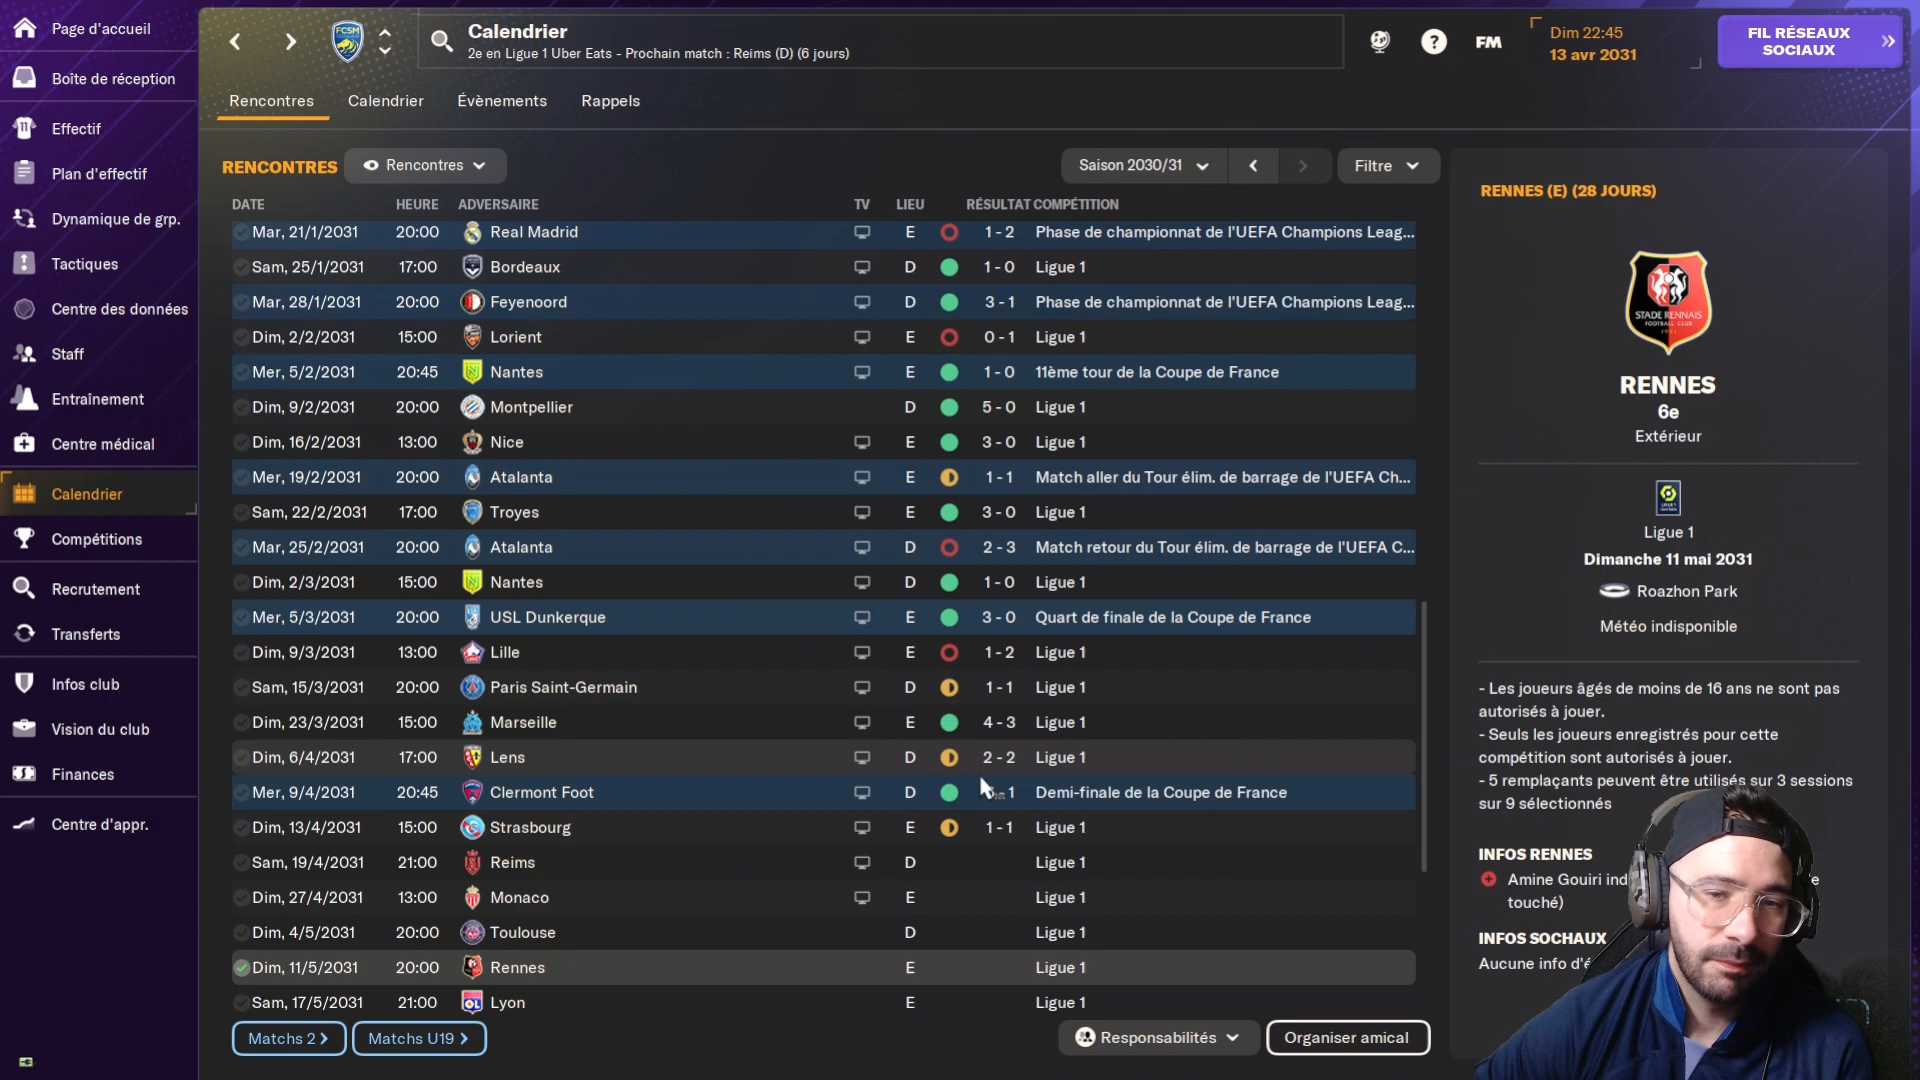 Page d'accueil
Boîte de réception
Effectif
Plan d'effectif
Dynamique de grp.
Tactiques
Centre des données
Staff
Entraînement
Centre médical
Calendrier
Compétitions
Recrutement
Transferts
Infos club
Vision du club
Finances
Centre d'appr.
FCSM
Calendrier
2e en Ligue 1 Uber Eats - Prochain match : Reims (D) (6 jours)
?
FM
Dim 22:45
13 avr 2031
FIL RÉSEAUX
SOCIAUX
Rencontres Calendrier Évènements Rappels
RENCONTRES Rencontres Saison 2030/31 Filtre
DATE HEURE ADVERSAIRE TV LIEU RÉSULTAT COMPÉTITION
Mar, 21/1/2031 20:00 Real Madrid E 1 - 2 Phase de championnat de l'UEFA Champions Leag...
Sam, 25/1/2031 17:00 Bordeaux D 1 - 0 Ligue 1
Mar, 28/1/2031 20:00 Feyenoord D 3 - 1 Phase de championnat de l'UEFA Champions Leag...
Dim, 2/2/2031 15:00 Lorient E 0 - 1 Ligue 1
Mer, 5/2/2031 20:45 Nantes E 1 - 0 11ème tour de la Coupe de France
Dim, 9/2/2031 20:00 Montpellier D 5 - 0 Ligue 1
Dim, 16/2/2031 13:00 Nice E 3 - 0 Ligue 1
Mer, 19/2/2031 20:00 Atalanta E 1 - 1 Match aller du Tour élim. de barrage de l'UEFA Ch...
Sam, 22/2/2031 17:00 Troyes E 3 - 0 Ligue 1
Mar, 25/2/2031 20:00 Atalanta D 2 - 3 Match retour du Tour élim. de barrage de l'UEFA C...
Dim, 2/3/2031 15:00 Nantes D 1 - 0 Ligue 1
Mer, 5/3/2031 20:00 USL Dunkerque E 3 - 0 Quart de finale de la Coupe de France
Dim, 9/3/2031 13:00 Lille E 1 - 2 Ligue 1
Sam, 15/3/2031 20:00 Paris Saint-Germain D 1 - 1 Ligue 1
Dim, 23/3/2031 15:00 Marseille E 4 - 3 Ligue 1
Dim, 6/4/2031 17:00 Lens D 2 - 2 Ligue 1
Mer, 9/4/2031 20:45 Clermont Foot D 1 Demi-finale de la Coupe de France
Dim, 13/4/2031 15:00 Strasbourg E 1 - 1 Ligue 1
Sam, 19/4/2031 21:00 Reims D Ligue 1
Dim, 27/4/2031 13:00 Monaco E Ligue 1
Dim, 4/5/2031 20:00 Toulouse D Ligue 1
Dim, 11/5/2031 20:00 Rennes E Ligue 1
Sam, 17/5/2031 21:00 Lyon E Ligue 1
Matchs 2 Matchs U19 Responsabilités Organiser amical
RENNES (E) (28 JOURS)
STADE RENNAIS
FOOTBALL CLUB
RENNES
6e
Extérieur
Ligue 1
Dimanche 11 mai 2031
Roazhon Park
Météo indisponible
- Les joueurs âgés de moins de 16 ans ne sont pas
autorisés à jouer.
- Seuls les joueurs enregistrés pour cette
compétition sont autorisés à jouer.
- 5 remplaçants peuvent être utilisés sur 3 sessions
sur 9 sélectionnés
INFOS RENNES
Amine Gouiri
touché)
INFOS SOCHAUX
Aucune info